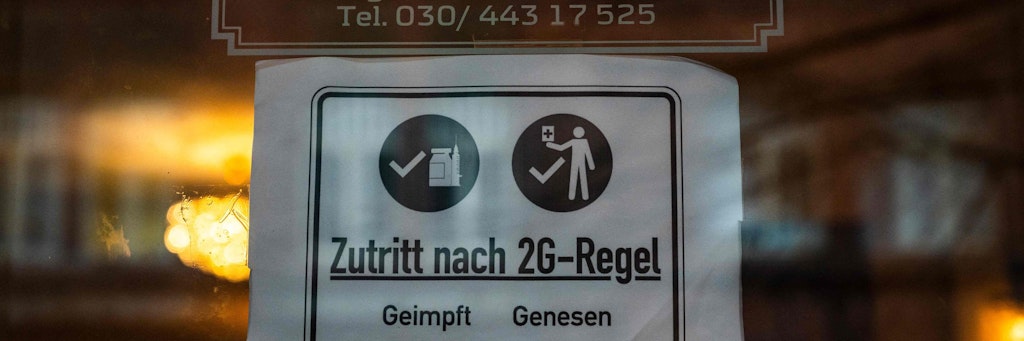 Tel. 030/ 443 17 525
Zutritt nach 2G-Regel
Geimpft Genesen